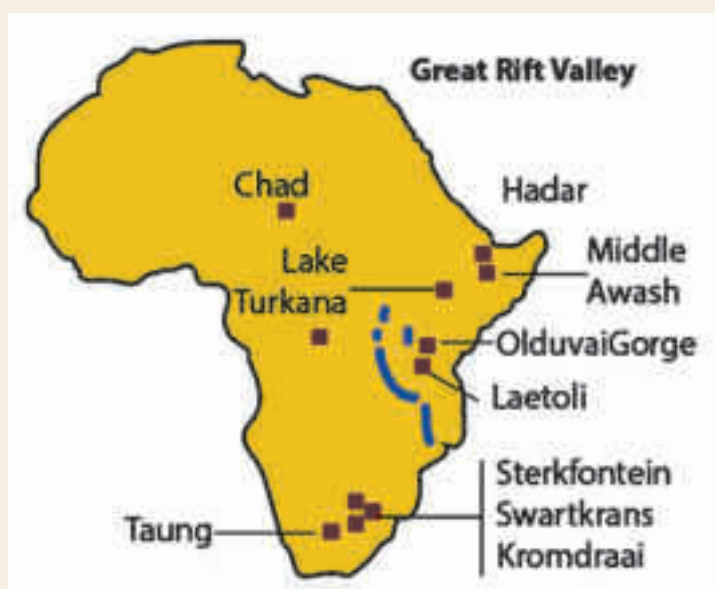 Great Rift Valley
Chad
Hadar
Lake
Turkana
Middle
Awash
OlduvaiGorge
Laetoli
Sterkfontein
Swartkrans
Kromdraai
Taung